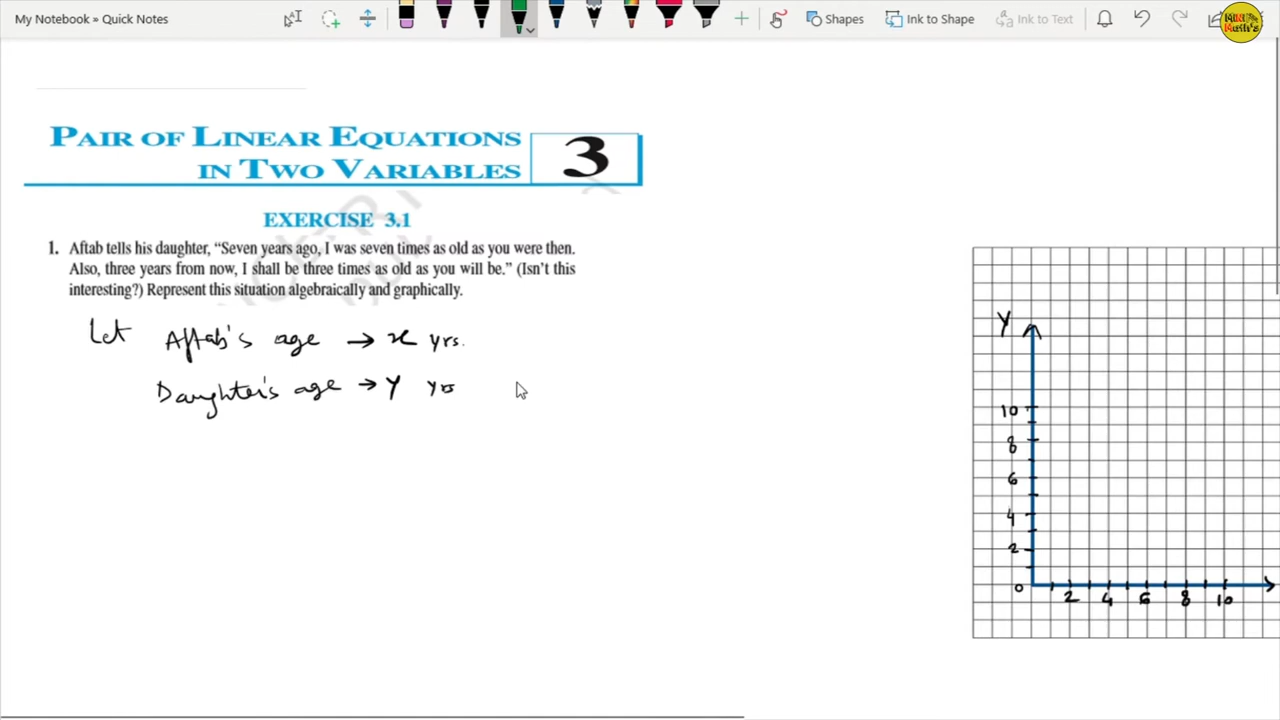 My Notebook » Quick Notes
Shapes
Ink to Shape
Ink to Text
PAIR OF LINEAR EQUATIONS
IN TWO VARIABLES
3
EXERCISE 3.1
1. Aftab tells his daughter, “Seven years ago, I was seven times as old as you were then.
Also, three years from now, I shall be three times as old as you will be.” (Isn’t this
interesting?) Represent this situation algebraically and graphically.
Let Aftab's age → x yrs.
Daughter's age → y yrs
Y
10
8
6
4
2
0
2 4 6 8 10